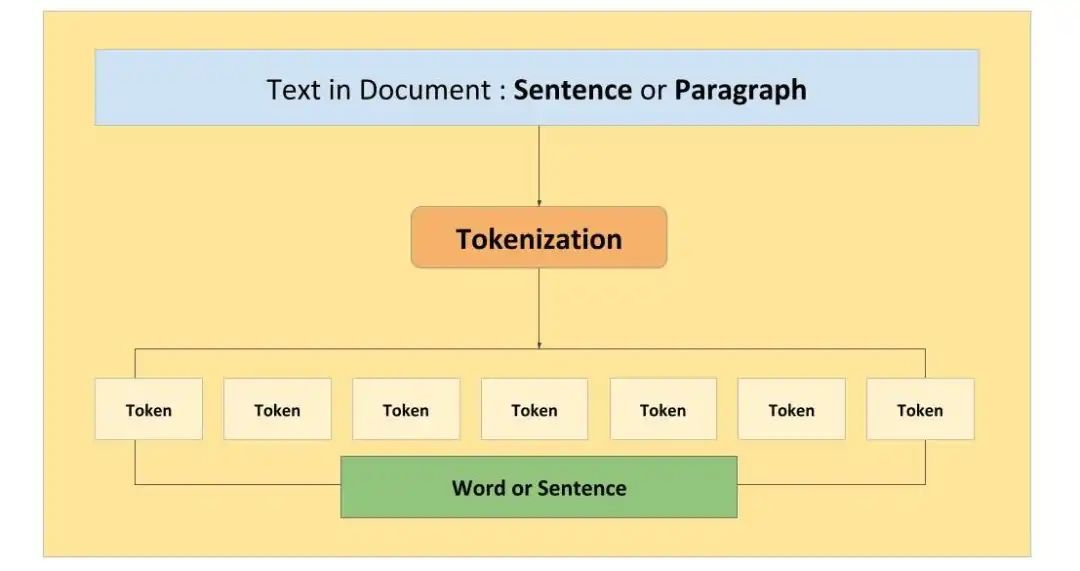 Text in Document : Sentence or Paragraph
Tokenization
Token
Token
Token
Token
Token
Token
Token
Word or Sentence